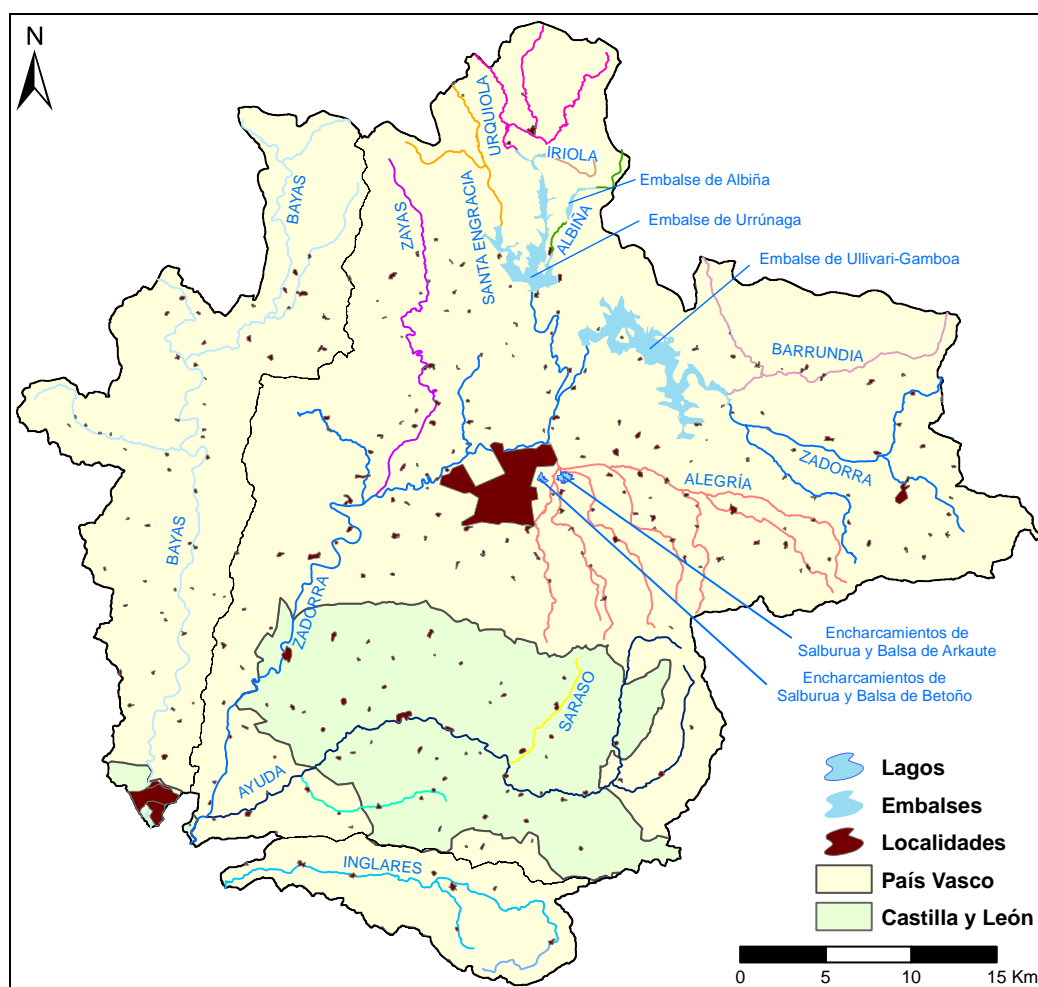 N
URQUIOLA
IRIOLA
BAYAS
Embalse de Albiña
ZAYAS
SANTA ENGRACIA
ALBIÑA
Embalse de Urrúnaga
Embalse de Ullivari-Gamboa
BARRUNDIA
ZADORRA
ALEGRÍA
BAYAS
ZADORRA
Encharcamientos de
Salburua y Balsa de Arkaute
Encharcamientos de
Salburua y Balsa de Betoño
SARASO
AYUDA
INGLARES
Lagos
Embalses
Localidades
País Vasco
Castilla y León
0 5 10 15 Km